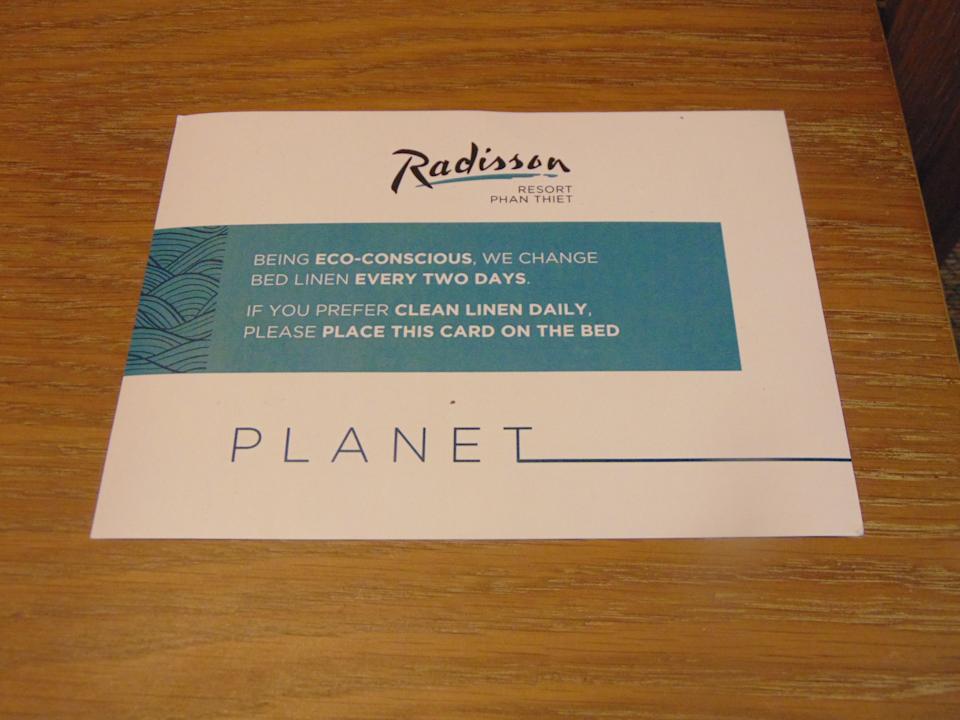 Radisson
RESORT
PHAN THIET
BEING ECO-CONSCIOUS, WE CHANGE
BED LINEN EVERY TWO DAYS.
IF YOU PREFER CLEAN LINEN DAILY,
PLEASE PLACE THIS CARD ON THE BED
PLANET